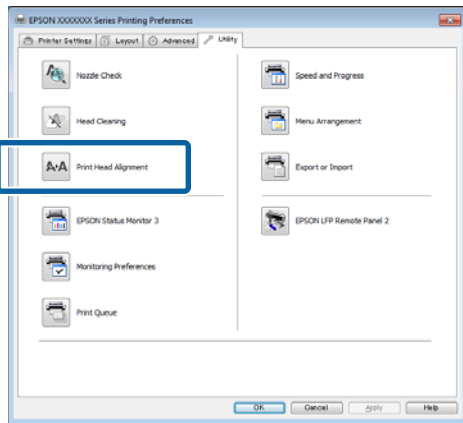 EPSON XXXXXXX Series Printing Preferences
Printer Settings Layout Advanced Utility
Nozzle Check
Speed and Progress
Head Cleaning
Menu Arrangement
A·A Print Head Alignment
Export or Import
EPSON Status Monitor 3
EPSON LFP Remote Panel 2
Monitoring Preferences
Print Queue
OK Cancel Apply Help